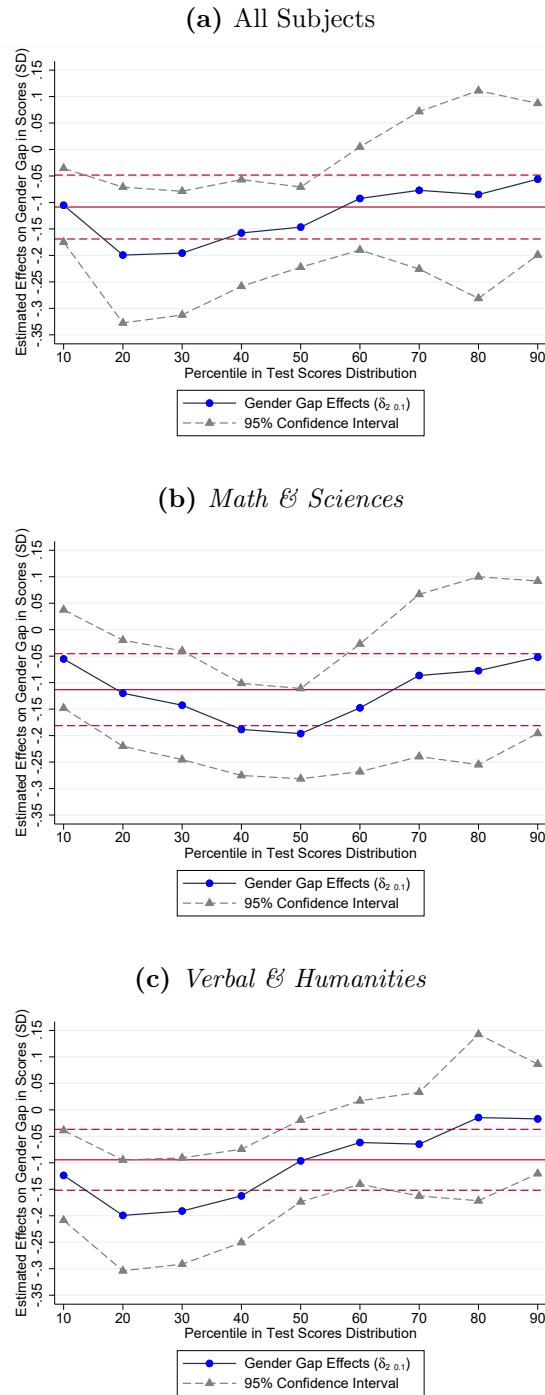 (a) All Subjects
Estimated Effects on Gender Gap in Scores (SD)
.15
.1
.05
0
-.05
-.1
-.15
-.2
-.25
-.3
-.35
10 20 30 40 50 60 70 80 90
Percentile in Test Scores Distribution
Gender Gap Effects (δ₂ ₀.₁)
95% Confidence Interval
(b) Math & Sciences
Estimated Effects on Gender Gap in Scores (SD)
.15
.1
.05
0
-.05
-.1
-.15
-.2
-.25
-.3
-.35
10 20 30 40 50 60 70 80 90
Percentile in Test Scores Distribution
Gender Gap Effects (δ₂ ₀.₁)
95% Confidence Interval
(c) Verbal & Humanities
Estimated Effects on Gender Gap in Scores (SD)
.15
.1
.05
0
-.05
-.1
-.15
-.2
-.25
-.3
-.35
10 20 30 40 50 60 70 80 90
Percentile in Test Scores Distribution
Gender Gap Effects (δ₂ ₀.₁)
95% Confidence Interval